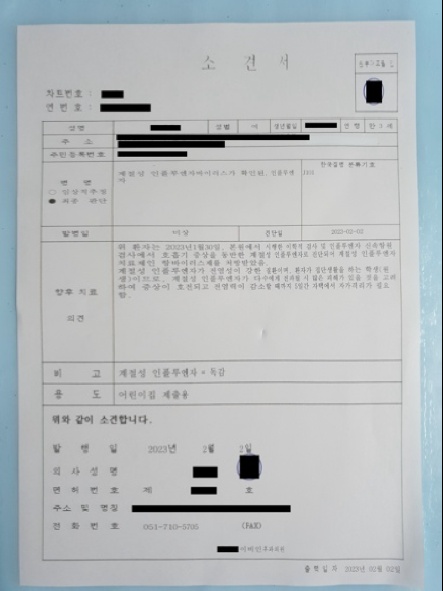 소 견 서
원부대조필 인
차트번호 :
연 번호 :
성명
성별
여
생년월일
연 령
만 3 세
주 소
주민등록번호
병 명
○ 임상적추정
● 최종 판단
계절성 인플루엔자바이러스가 확인된, 인플루엔자
한국질병 분류기호
J101
발병일
미상
진단일
2023-02-02
향후 치료
의견
위 환자는 2023년1월30일, 본원에서 시행한 이학적 검사 및 인플루엔자 신속항원
검사에서 호흡기 증상을 동반한 계절성 인플루엔자로 진단되어 계절성 인플루엔자
치료제인 항바이러스제를 처방받았음.
계절성 인플루엔자가 전염성이 강한 질환이며, 환자가 집단생활을 하는 학생(원
생)이므로, 계절성 인플루엔자가 다수에게 전파될 시 많은 피해가 있을 것을 고려
하여 증상이 호전되고 전염력이 감소할 때까지 5일간 자택에서 자가격리가 필요
함.
비 고
계절성 인플루엔자 = 독감
용 도
어린이집 제출용
위와 같이 소견합니다.
발 행 일
2023년 2월 2일
의 사 성 명
면 허 번 호
제
호
주소 및 명칭
전 화 번 호
051-710-5705
(FAX)
출력일자 : 2023년 02월 02일